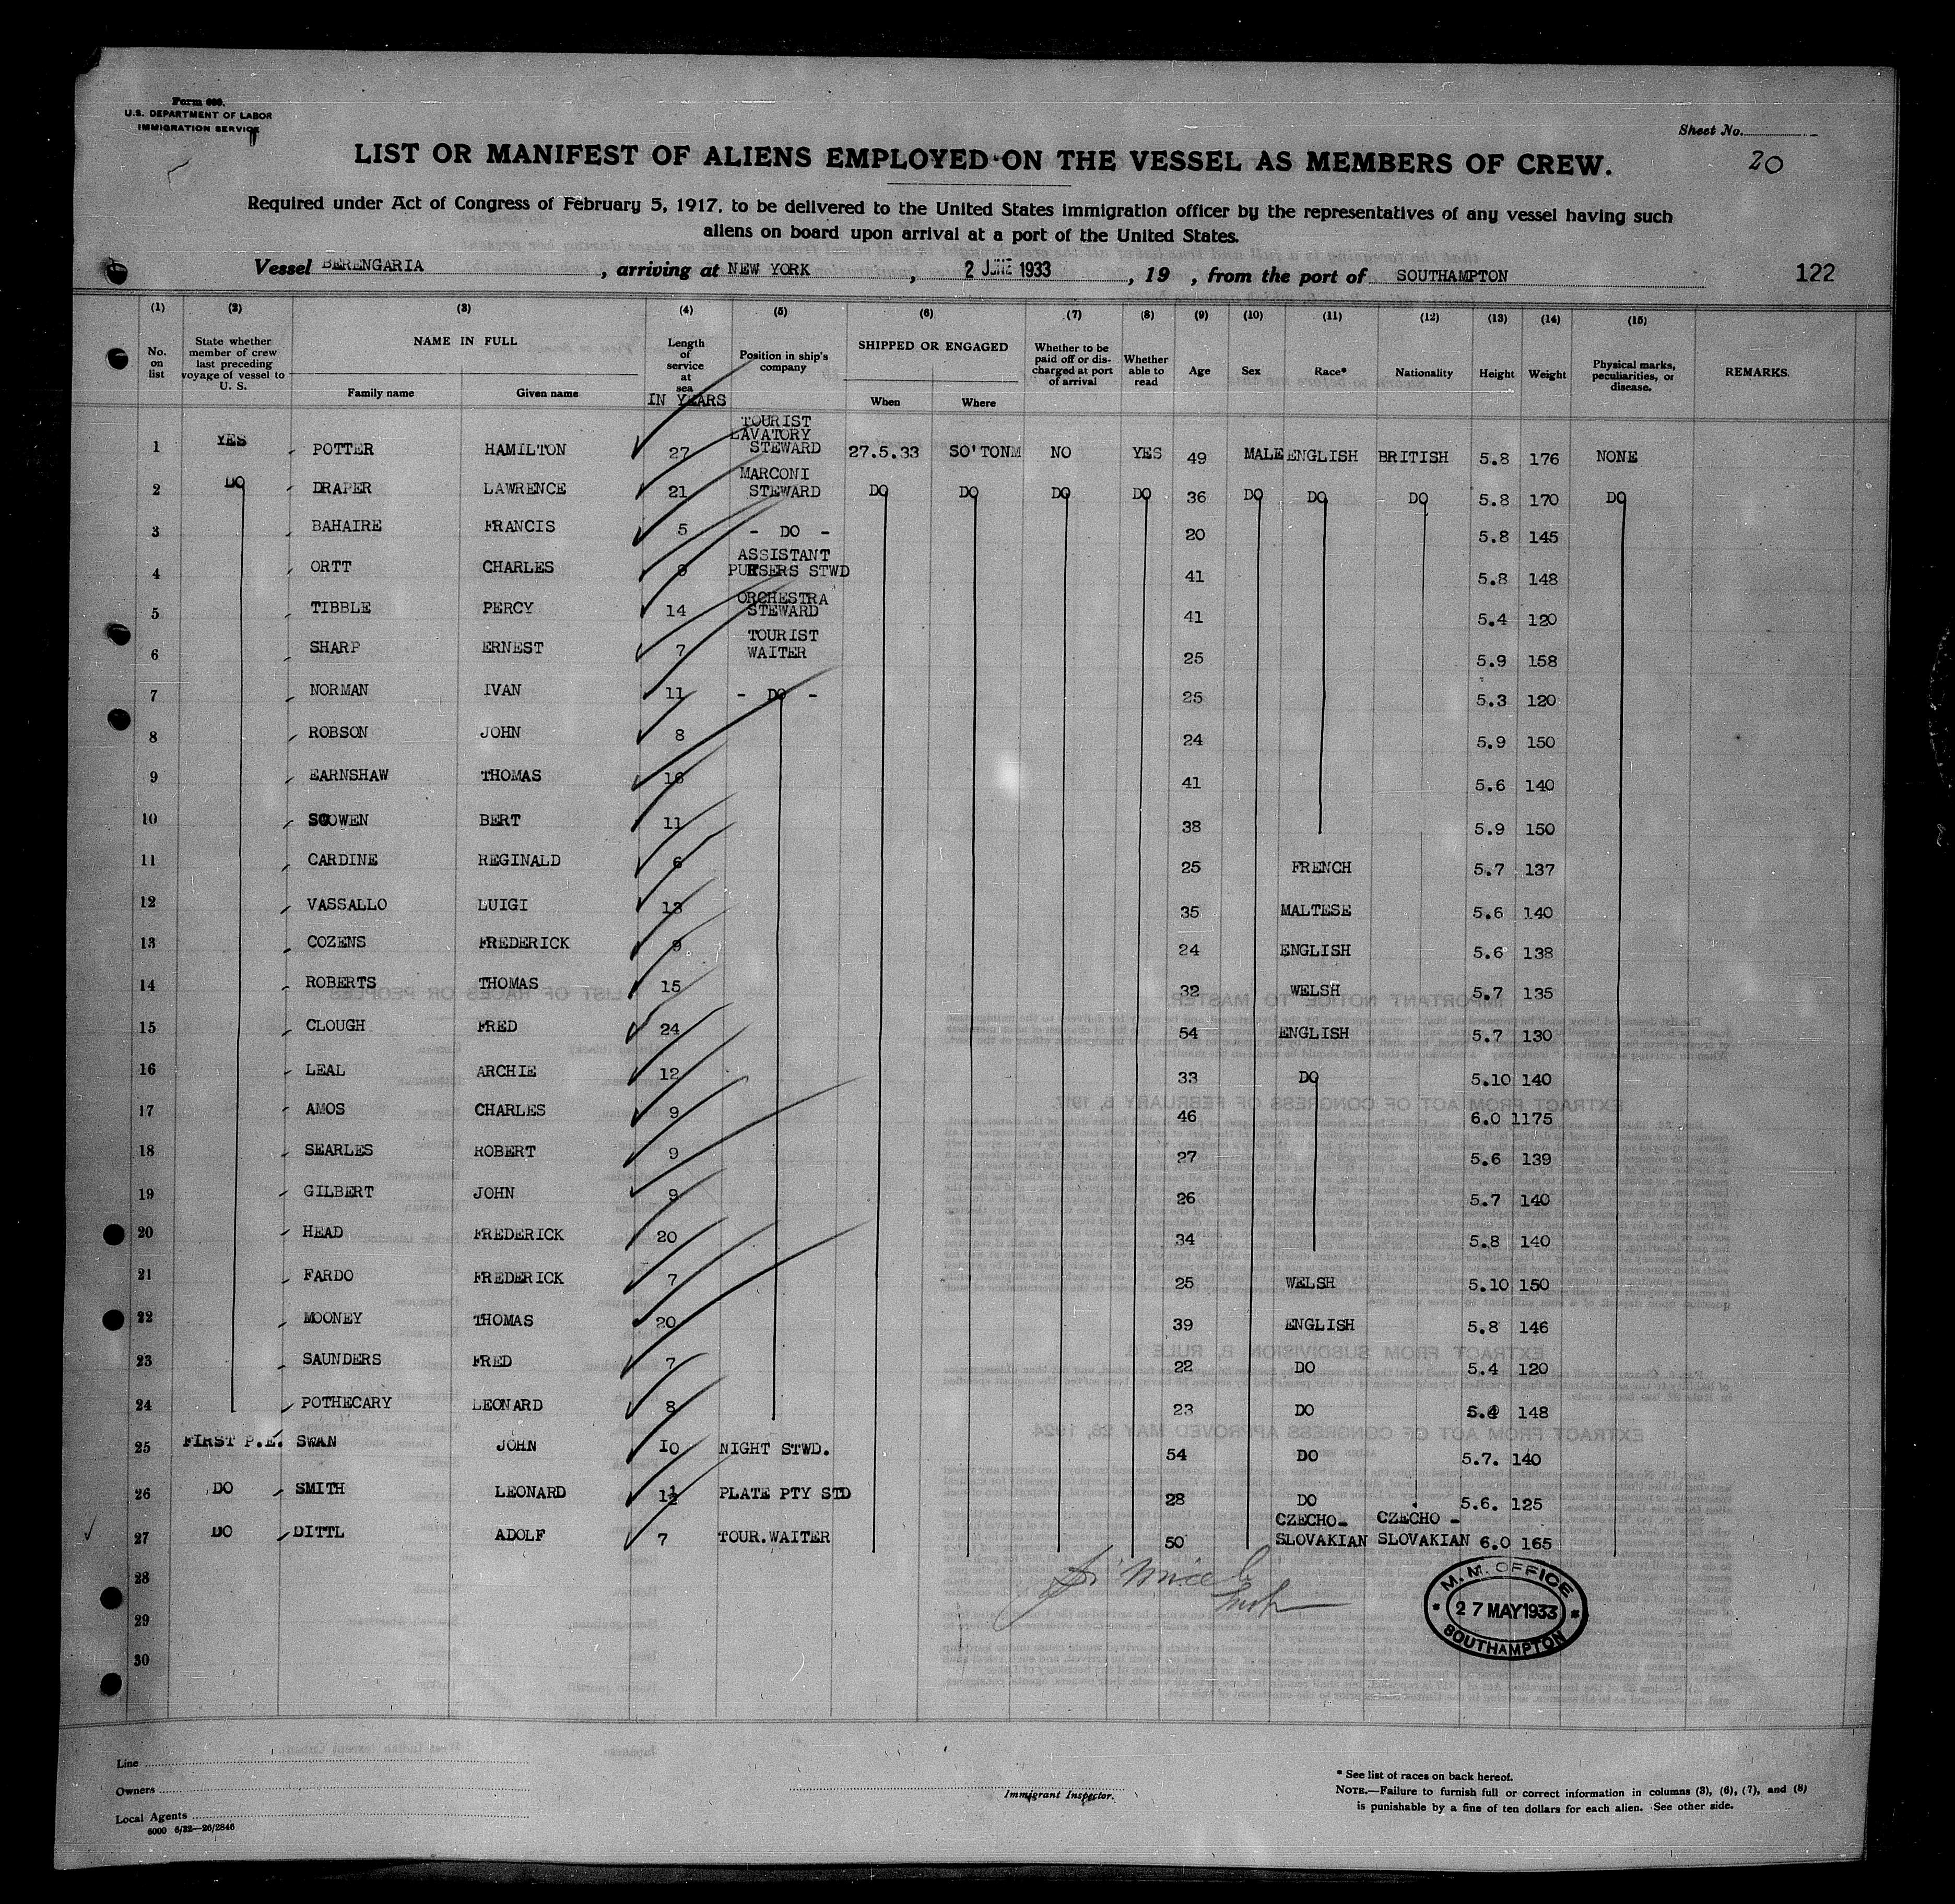 Form 680.
U.S. DEPARTMENT OF LABOR
IMMIGRATION SERVICE
Sheet No.
20
LIST OR MANIFEST OF ALIENS EMPLOYED ON THE VESSEL AS MEMBERS OF CREW.
Required under Act of Congress of February 5, 1917, to be delivered to the United States immigration officer by the representatives of any vessel having such
aliens on board upon arrival at a port of the United States.
Vessel BERENGARIA, arriving at NEW YORK, 2 JUNE 1933, 19 , from the port of SOUTHAMPTON 122
(1) (2) (3) (4) (5) (6) (7) (8) (9) (10) (11) (12) (13) (14) (15)
No. on list State whether member of crew last preceding voyage of vessel to U. S. NAME IN FULL Family name Given name Length of service at sea IN YEARS Position in ship's company SHIPPED OR ENGAGED When Where Whether to be paid off or discharged at port of arrival Whether able to read Age Sex Race* Nationality Height Weight Physical marks, peculiarities, or disease. REMARKS.
1 YES POTTER HAMILTON 27 TOURIST LAVATORY STEWARD 27.5.33 SO'TONM NO YES 49 MALE ENGLISH BRITISH 5.8 176 NONE
2 DO DRAPER LAWRENCE 21 MARCONI STEWARD DO DO DO DO 36 DO DO DO 5.8 170 DO
3 BAHAIRE FRANCIS 5 - DO - 20 5.8 145
4 ORTT CHARLES 9 ASSISTANT PURSERS STWD 41 5.8 148
5 TIBBLE PERCY 14 ORCHESTRA STEWARD 41 5.4 120
6 SHARP ERNEST 7 TOURIST WAITER 25 5.9 158
7 NORMAN IVAN 11 - DO - 25 5.3 120
8 ROBSON JOHN 8 24 5.9 150
9 EARNSHAW THOMAS 16 41 5.6 140
10 SCOWEN BERT 11 38 5.9 150
11 CARDINE REGINALD 6 25 FRENCH 5.7 137
12 VASSALLO LUIGI 13 35 MALTESE 5.6 140
13 COZENS FREDERICK 9 24 ENGLISH 5.6 138
14 ROBERTS THOMAS 15 32 WELSH 5.7 135
15 CLOUGH FRED 24 54 ENGLISH 5.7 130
16 LEAL ARCHIE 12 33 DO 5.10 140
17 AMOS CHARLES 9 46 6.0 1175
18 SEARLES ROBERT 9 27 5.6 139
19 GILBERT JOHN 9 26 5.7 140
20 HEAD FREDERICK 20 34 5.8 140
21 FARDO FREDERICK 7 25 WELSH 5.10 150
22 MOONEY THOMAS 20 39 ENGLISH 5.8 146
23 SAUNDERS FRED 7 22 DO 5.4 120
24 POTHECARY LEONARD 8 23 DO 148
25 FIRST P.E. SWAN JOHN 10 NIGHT STWD. 54 DO 5.7. 140
26 DO SMITH LEONARD PLATE PTY STD 28 DO 5.6. 125
27 DO DITTL ADOLF 7 TOUR.WAITER 50 CZECHO-SLOVAKIAN CZECHO-SLOVAKIAN 6.0 165
28
29
30
M.M. OFFICE
27 MAY 1933
SOUTHAMPTON
Line
Owners
Local Agents
6000 6/32—26/2846
Immigrant Inspector.
* See list of races on back hereof.
NOTE.—Failure to furnish full or correct information in columns (3), (6), (7), and (8)
is punishable by a fine of ten dollars for each alien. See other side.